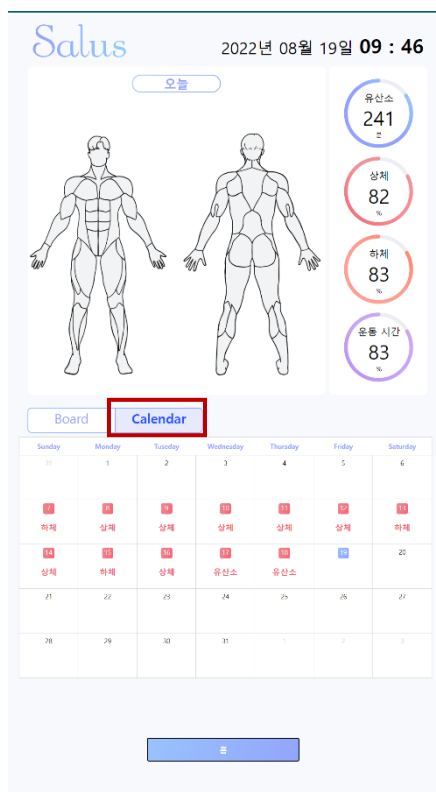 Salus
2022년 08월 19일 09 : 46
오늘
유산소
241
분
상체
82
%
하체
83
%
운동 시간
83
%
Board Calendar
Sunday Monday Tuseday Wednesday Thursday Friday Saturday
31 1 2 3 4 5 6
7 8 9 10 11 12 13
하체 상체 상체 상체 상체 상체 하체
14 15 16 17 18 19 20
상체 하체 상체 유산소 유산소
21 22 23 24 25 26 27
28 29 30 31 1 2 3
홈